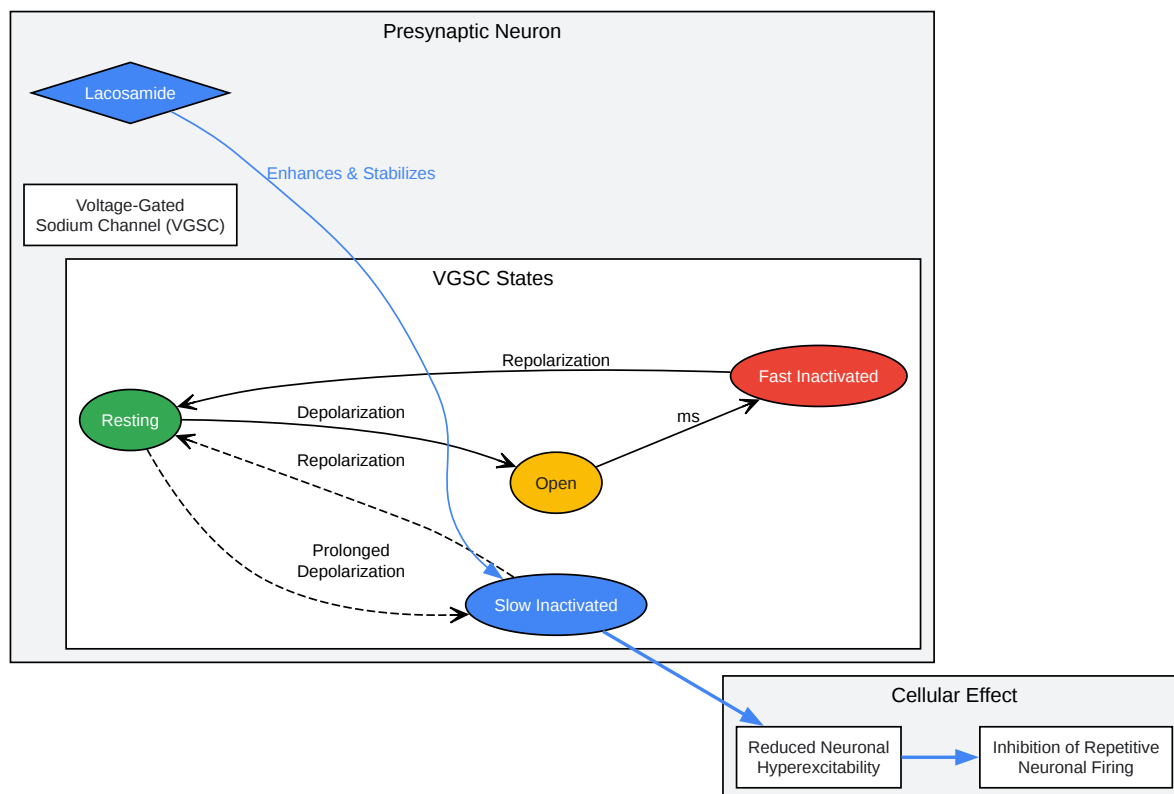 Presynaptic Neuron
Lacosamide
Enhances & Stabilizes
Voltage-Gated
Sodium Channel (VGSC)
VGSC States
Repolarization
Fast Inactivated
Resting
Depolarization
ms
Repolarization
Open
Prolonged
Depolarization
Slow Inactivated
Cellular Effect
Reduced Neuronal
Hyperexcitability
Inhibition of Repetitive
Neuronal Firing